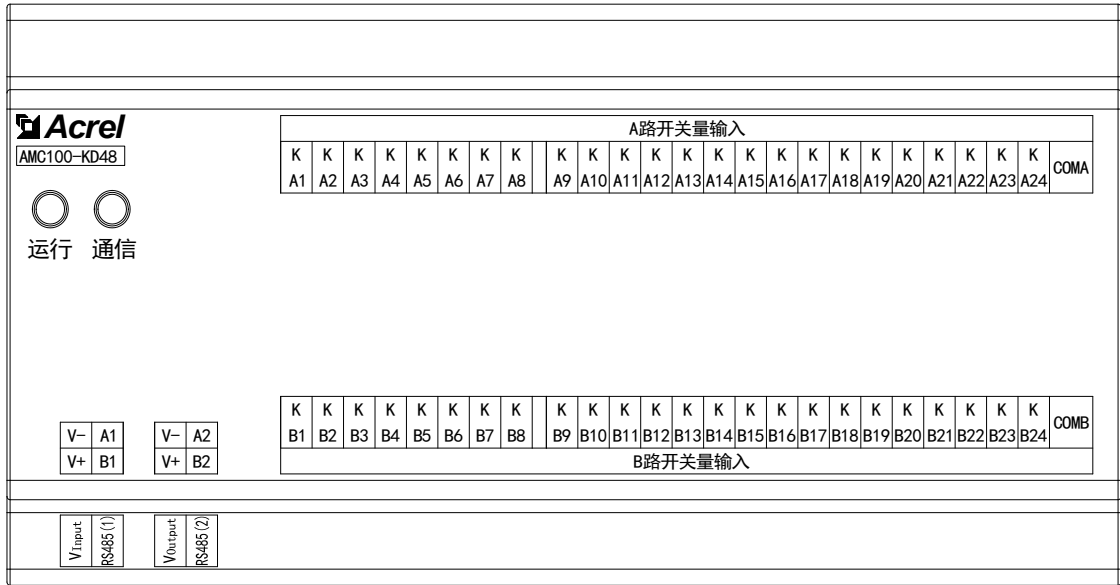 Acrel
AMC100-KD48
运行 通信
A路开关量输入
K K K K K K K K K K K K K K K K K K K K K K K K
A1 A2 A3 A4 A5 A6 A7 A8 A9 A10 A11 A12 A13 A14 A15 A16 A17 A18 A19 A20 A21 A22 A23 A24 COMA
K K K K K K K K K K K K K K K K K K K K K K K K
B1 B2 B3 B4 B5 B6 B7 B8 B9 B10 B11 B12 B13 B14 B15 B16 B17 B18 B19 B20 B21 B22 B23 B24 COMB
B路开关量输入
V- A1 V- A2
V+ B1 V+ B2
VInput RS485(1) VOutput RS485(2)